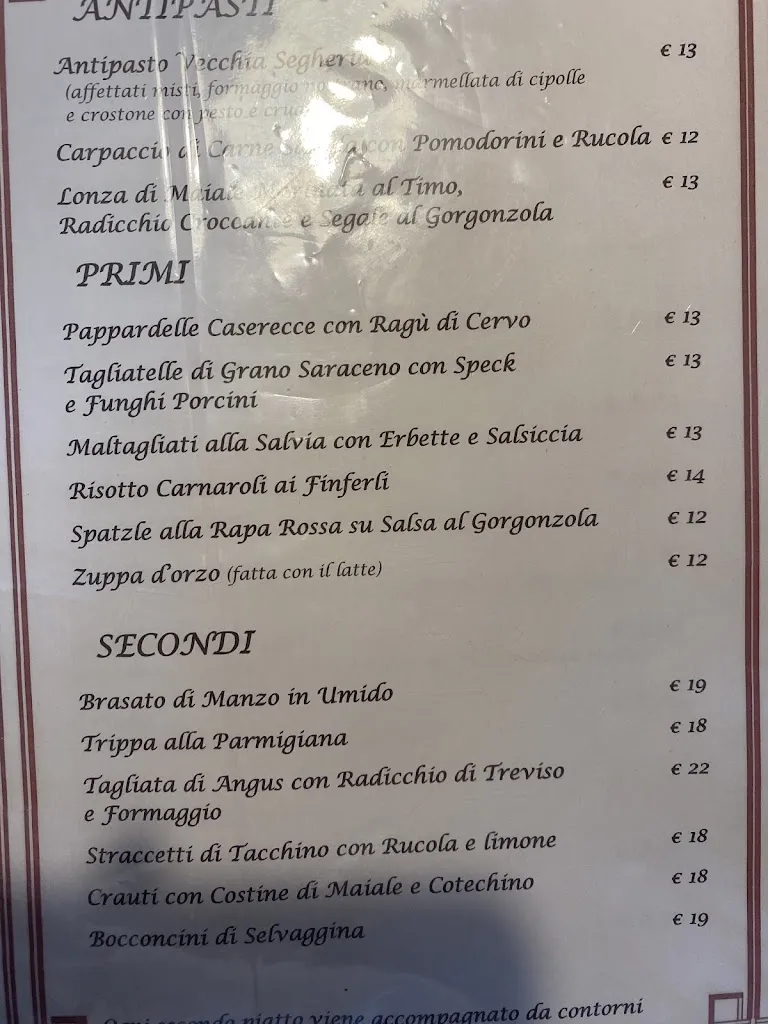 ANTIPASTI
Antipasto Vecchia Segheria € 13
(affettati misti, formaggio nostrano, marmellata di cipolle
e crostone con pesto e
Carpaccio di Carne con Pomodorini e Rucola € 12
Lonza di Maiale Marinata al Timo, € 13
Radicchio Croccante e Segale al Gorgonzola
PRIMI
Pappardelle Caserecce con Ragù di Cervo € 13
Tagliatelle di Grano Saraceno con Speck € 13
e Funghi Porcini
Maltagliati alla Salvia con Erbette e Salsiccia € 13
Risotto Carnaroli ai Finferli € 14
Spatzle alla Rapa Rossa su Salsa al Gorgonzola € 12
Zuppa d'orzo (fatta con il latte) € 12
SECONDI
Brasato di Manzo in Umido € 19
Trippa alla Parmigiana € 18
Tagliata di Angus con Radicchio di Treviso € 22
e Formaggio
Straccetti di Tacchino con Rucola e limone € 18
Crauti con Costine di Maiale e Cotechino € 18
Bocconcini di Selvaggina € 19
Ogni secondo piatto viene accompagnato da contorni